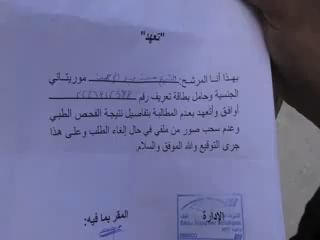 "تعهد"
بهذا أنا المرشح: موريتاني
الجنسية وحامل بطاقة تعريف رقم
أوافق وأتعهد بعدم المطالبة بتفاصيل نتيجة الفحص الطبي
وعدم سحب صور من ملفي في حال إلغاء الطلب وعلى هذا
جرى التوقيع والله الموفق والسلام.
الإدارة
المقر بما فيه: